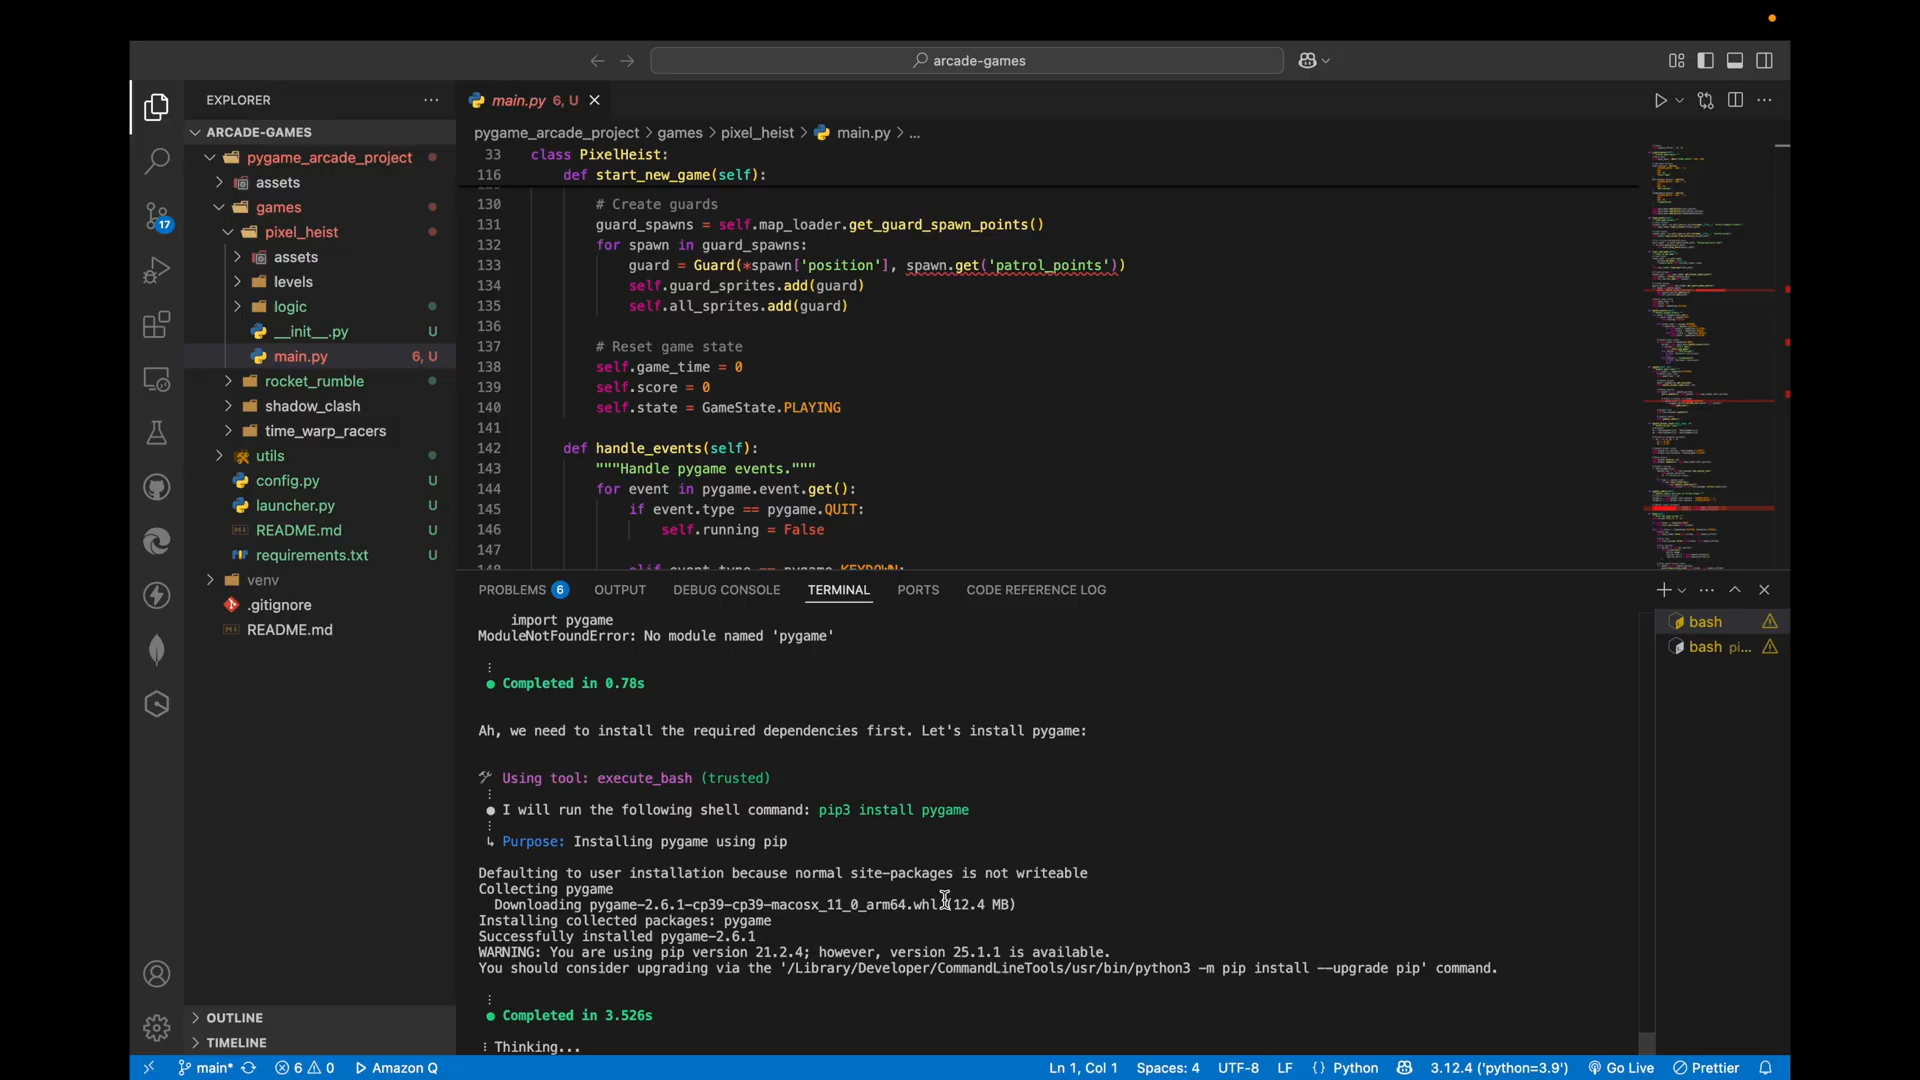 arcade-games
EXPLORER
ARCADE-GAMES
pygame_arcade_project
assets
games
pixel_heist
assets
levels
logic
__init__.py U
main.py 6, U
rocket_rumble
shadow_clash
time_warp_racers
utils
config.py U
launcher.py U
README.md U
requirements.txt U
venv
.gitignore
README.md
OUTLINE
TIMELINE
17
main.py 6, U
pygame_arcade_project > games > pixel_heist > main.py > ...
33 class PixelHeist:
116 def start_new_game(self):
130 # Create guards
131 guard_spawns = self.map_loader.get_guard_spawn_points()
132 for spawn in guard_spawns:
133 guard = Guard(*spawn['position'], spawn.get('patrol_points'))
134 self.guard_sprites.add(guard)
135 self.all_sprites.add(guard)
136
137 # Reset game state
138 self.game_time = 0
139 self.score = 0
140 self.state = GameState.PLAYING
141
142 def handle_events(self):
143 """Handle pygame events."""
144 for event in pygame.event.get():
145 if event.type == pygame.QUIT:
146 self.running = False
147
148 elif event.type == pygame.KEYDOWN:
PROBLEMS 6 OUTPUT DEBUG CONSOLE TERMINAL PORTS CODE REFERENCE LOG
import pygame
ModuleNotFoundError: No module named 'pygame'
Completed in 0.78s
Ah, we need to install the required dependencies first. Let's install pygame:
Using tool: execute_bash (trusted)
● I will run the following shell command: pip3 install pygame
↳ Purpose: Installing pygame using pip
Defaulting to user installation because normal site-packages is not writeable
Collecting pygame
Downloading pygame-2.6.1-cp39-cp39-macosx_11_0_arm64.whl (12.4 MB)
Installing collected packages: pygame
Successfully installed pygame-2.6.1
WARNING: You are using pip version 21.2.4; however, version 25.1.1 is available.
You should consider upgrading via the '/Library/Developer/CommandLineTools/usr/bin/python3 -m pip install --upgrade pip' command.
● Completed in 3.526s
Thinking...
bash
bash pi...
main* 6 0 Amazon Q Ln 1, Col 1 Spaces: 4 UTF-8 LF {} Python 3.12.4 ('python=3.9') Go Live Prettier